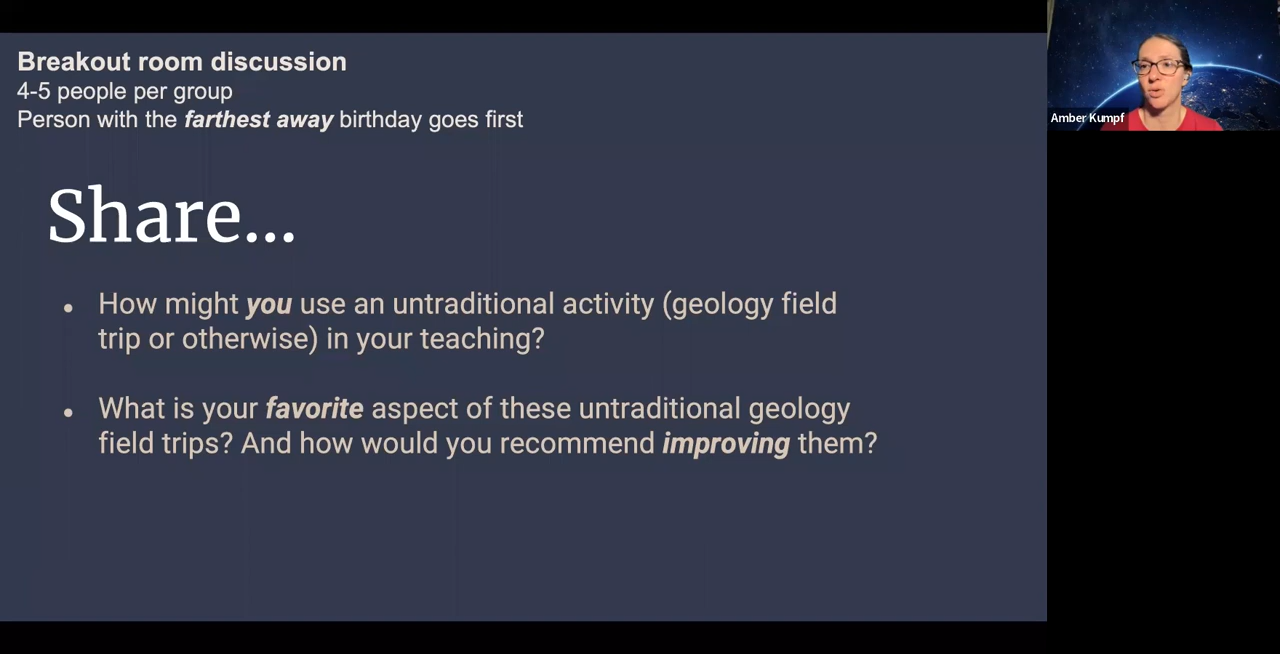 Breakout room discussion
4-5 people per group
Person with the farthest away birthday goes first
Share...
How might you use an untraditional activity (geology field
trip or otherwise) in your teaching?
What is your favorite aspect of these untraditional geology
field trips? And how would you recommend improving them?
Amber Kumpf